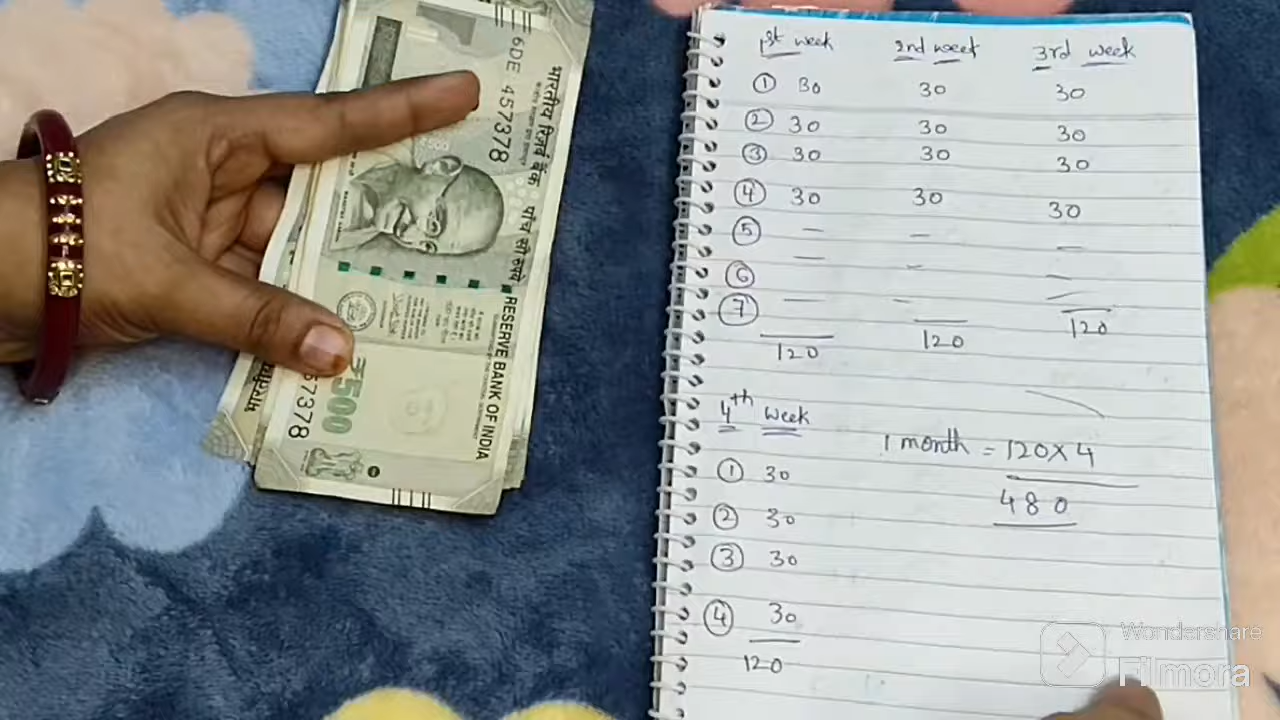 1st week 2nd week 3rd week
① 30 30 30
② 30 30 30
③ 30 30 30
④ 30 30 30
⑤ — — —
⑥ — — —
⑦ — — —
120 120 120
4th week
① 30
② 30
③ 30
④ 30
120
1 month = 120×4
480
6DE 457378
भारतीय रिज़र्व बैंक पाँच सौ रुपये
RESERVE BANK OF INDIA
₹500
57378
Wondershare
Filmora